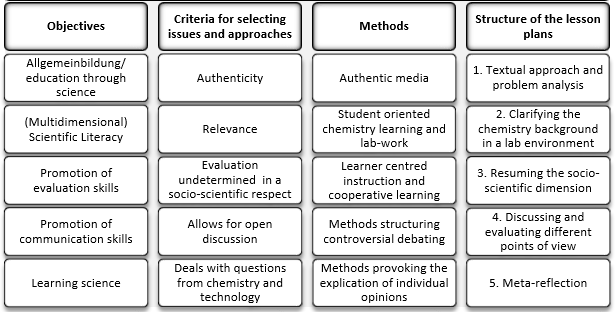 Objectives
Criteria for selecting
issues and approaches
Methods
Structure of the lesson
plans
Allgemeinbildung/
education through
science
Authenticity
Authentic media
1. Textual approach and
problem analysis
(Multidimensional)
Scientific Literacy
Relevance
Student oriented
chemistry learning and
lab-work
2. Clarifying the
chemistry background
in a lab environment
Promotion of
evaluation skills
Evaluation
undetermined in a
socio-scientific respect
Learner centred
instruction and
cooperative learning
3. Resuming the socio-
scientific dimension
Promotion of
communication skills
Allows for open
discussion
Methods structuring
controversial debating
4. Discussing and
evaluating different
points of view
Learning science
Deals with questions
from chemistry and
technology
Methods provoking the
explication of individual
opinions
5. Meta-reflection